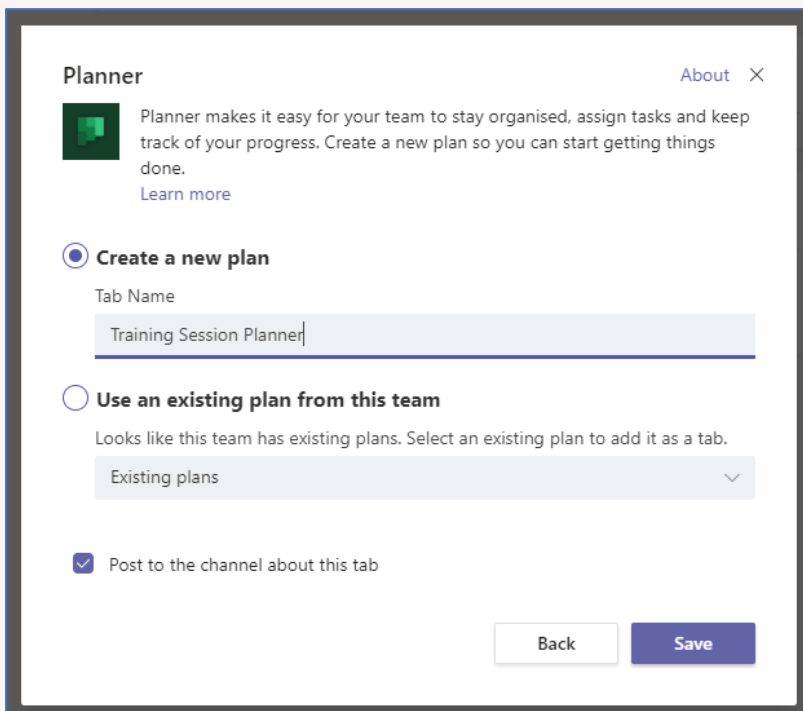 Planner
About
Planner makes it easy for your team to stay organised, assign tasks and keep
track of your progress. Create a new plan so you can start getting things
done.
Learn more
Create a new plan
Tab Name
Training Session Planner
Use an existing plan from this team
Looks like this team has existing plans. Select an existing plan to add it as a tab.
Existing plans
Post to the channel about this tab
Back
Save